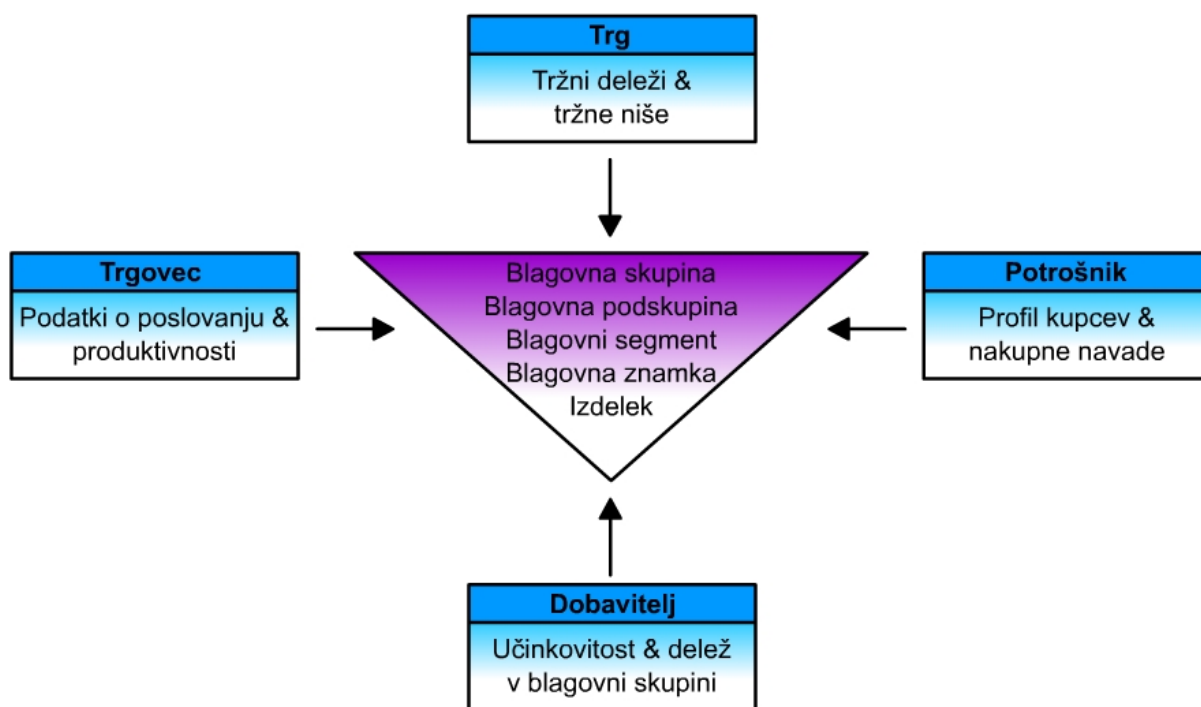 Trg
Tržni deleži &
tržne niše
Trgovec
Podatki o poslovanju &
produktivnosti
Blagovna skupina
Blagovna podskupina
Blagovni segment
Blagovna znamka
Izdelek
Potrošnik
Profil kupcev &
nakupne navade
Dobavitelj
Učinkovitost & delež
v blagovni skupini